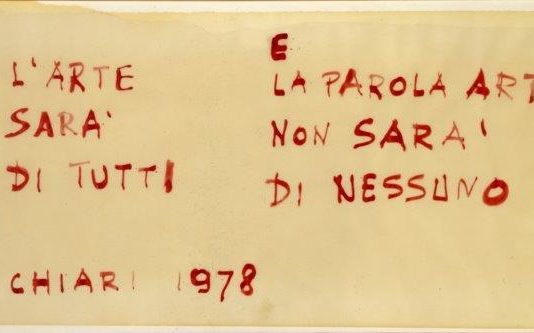 L'ARTE
SARA'
DI TUTTI
E
LA PAROLA ART
NON SARA'
DI NESSUNO
CHIARI 1978